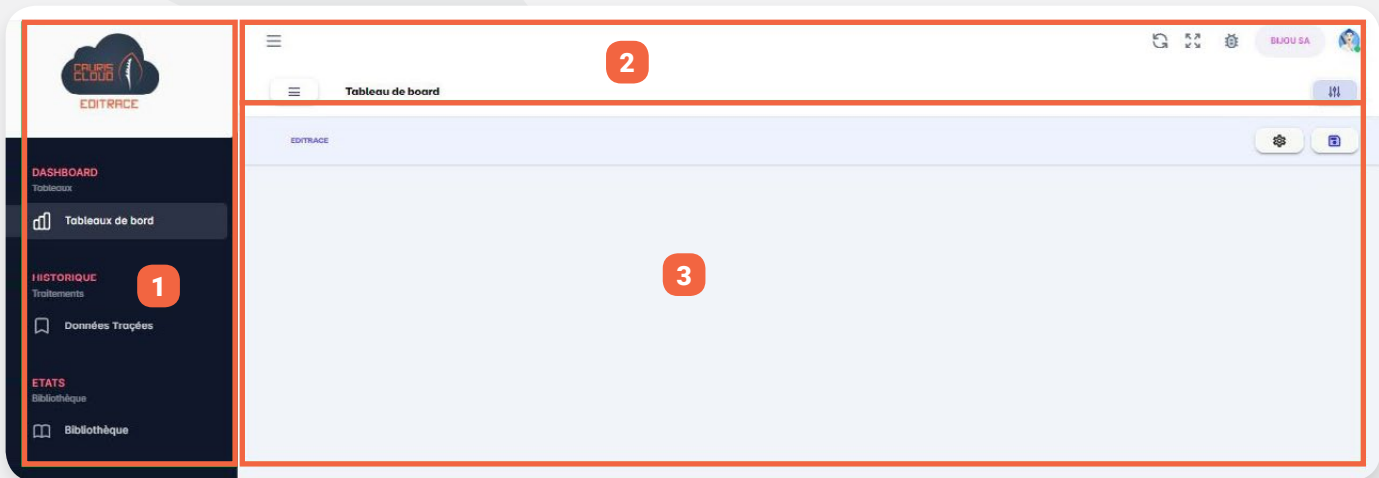 CAURIS
CLOUD
EDITRACE
DASHBOARD
Tableaux
Tableaux de bord
HISTORIQUE
Traitements
1
Données Traçées
ETATS
Bibliothèque
Bibliothèque
2
BIJOU SA
Tableau de board
EDITRACE
3